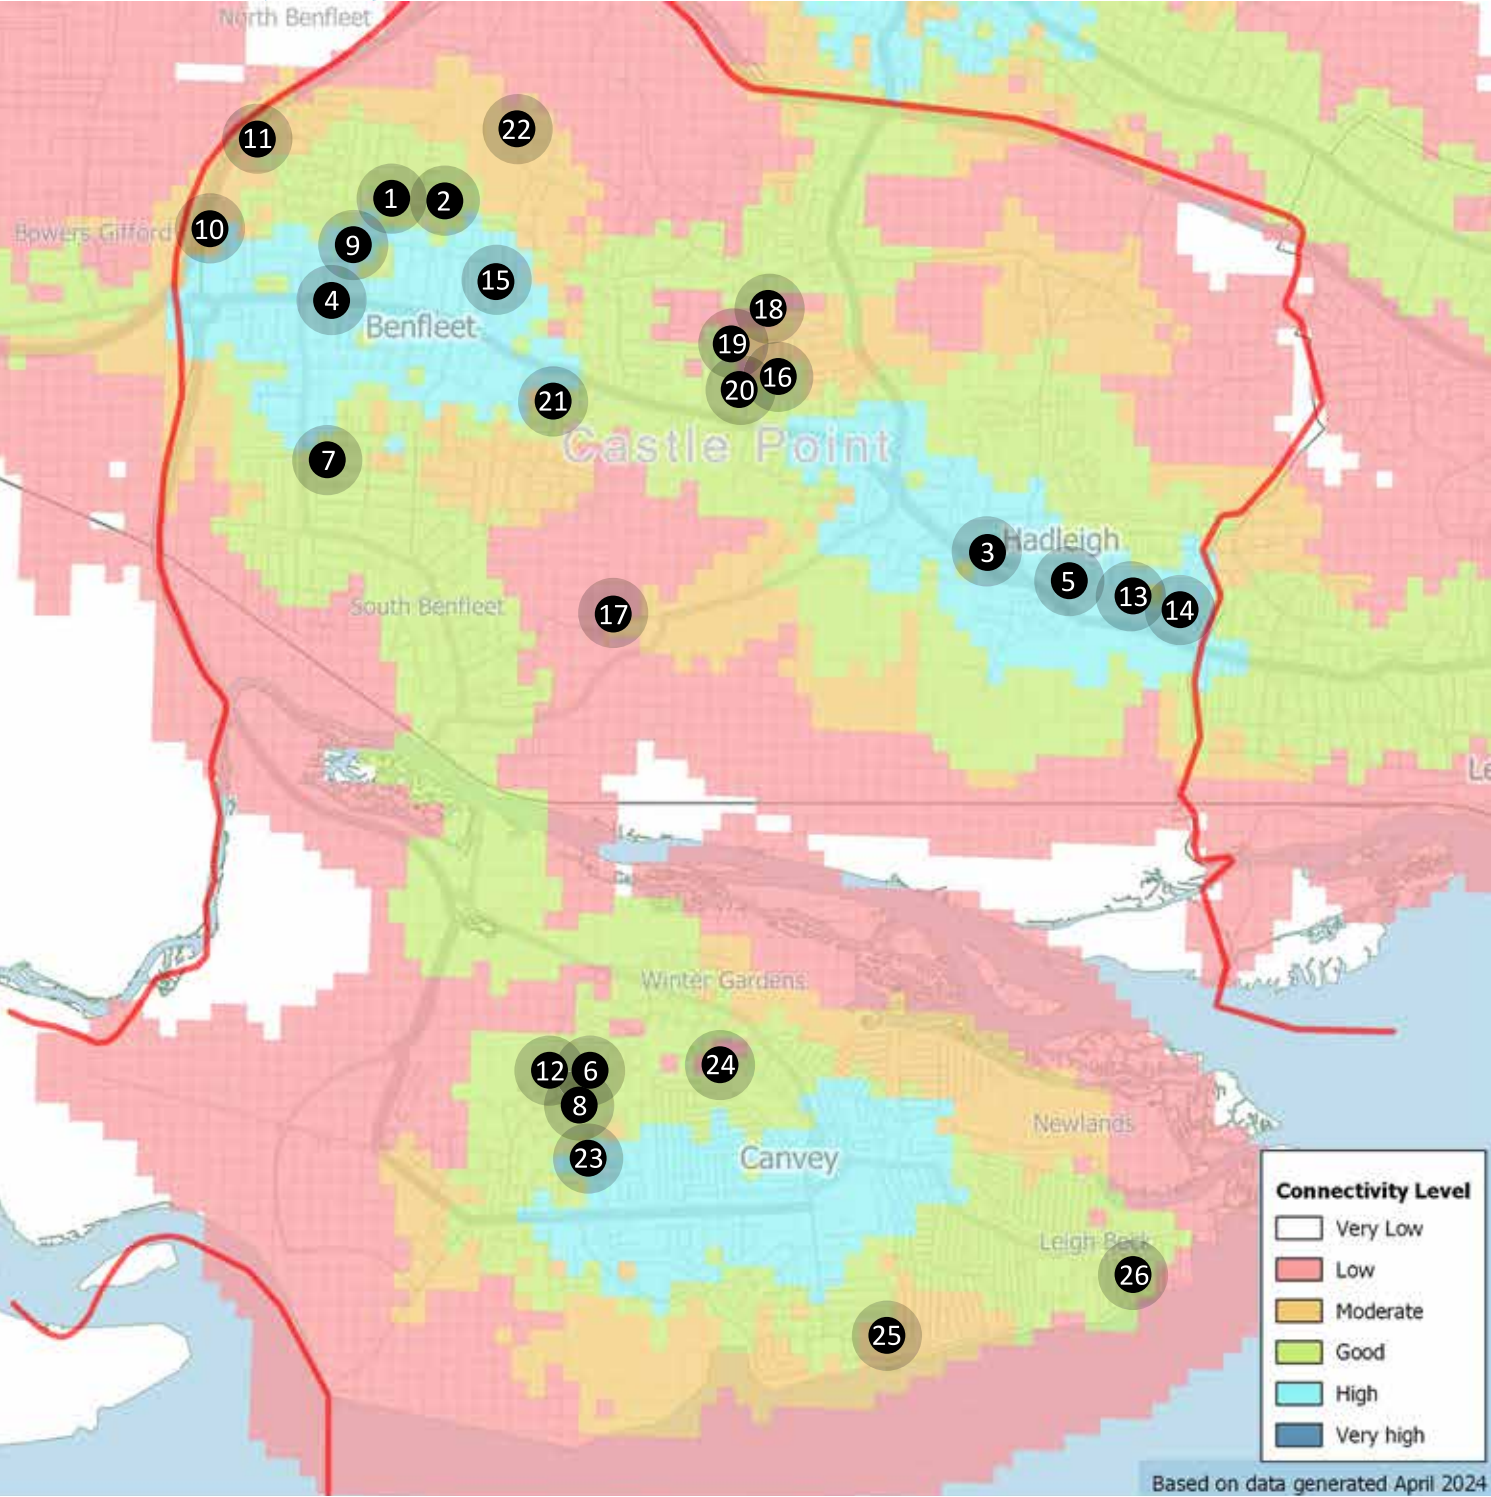 North Benfleet
11
22
1
2
Bowers Gifford
10
9
15
4
Benfleet
18
19
16
20
21
Castle Point
7
3
Hadleigh
5
13
14
South Benfleet
17
Le
Winter Gardens
12
6
24
8
Newlands
23
Canvey
Leigh Beck
26
25
Connectivity Level
Very Low
Low
Moderate
Good
High
Very high
Based on data generated April 2024